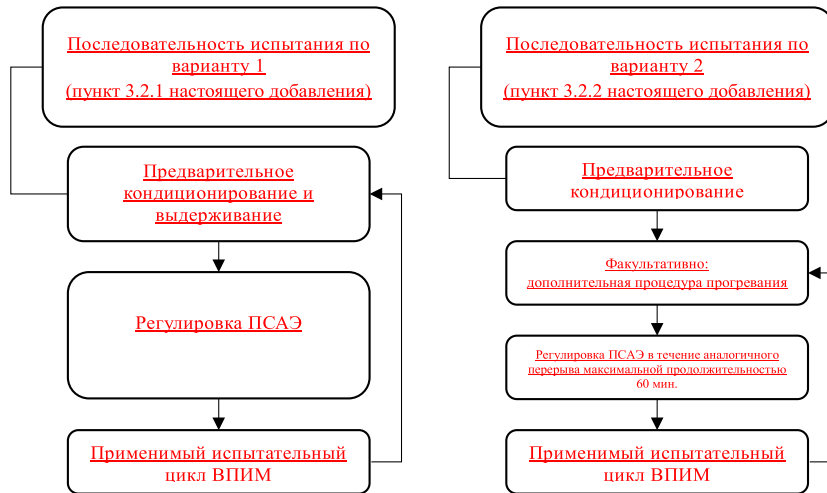 Последовательность испытания по
варианту 1
(пункт 3.2.1 настоящего добавления)
Предварительное
кондиционирование и
выдерживание
Регулировка ПСАЭ
Применимый испытательный
цикл ВПИМ
Последовательность испытания по
варианту 2
(пункт 3.2.2 настоящего добавления)
Предварительное
кондиционирование
Факультативно:
дополнительная процедура прогревания
Регулировка ПСАЭ в течение аналогичного
перерыва максимальной продолжительностью
60 мин.
Применимый испытательный
цикл ВПИМ